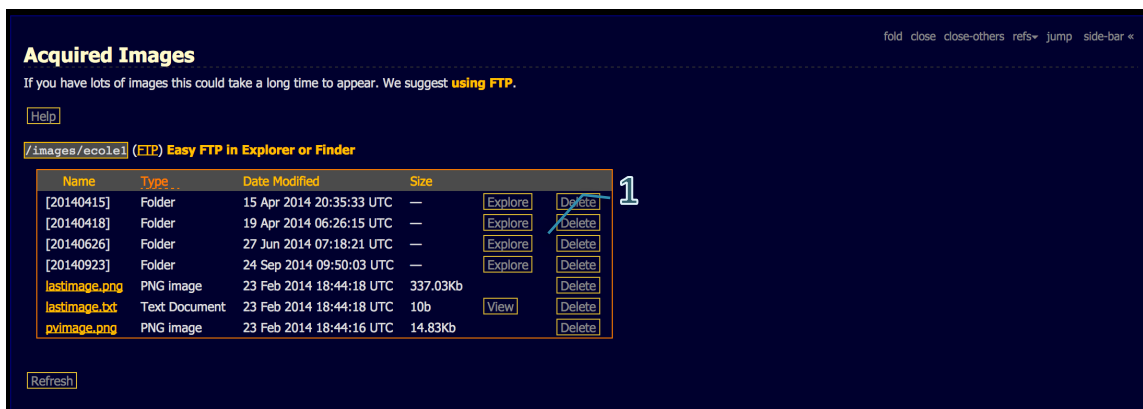 fold close close-others refs▾ jump side-bar «
Acquired Images
If you have lots of images this could take a long time to appear. We suggest using FTP.
Help
/images/ecole1 (FTP) Easy FTP in Explorer or Finder
Name Type Date Modified Size
[20140415] Folder 15 Apr 2014 20:35:33 UTC — Explore Delete
1
[20140418] Folder 19 Apr 2014 06:26:15 UTC — Explore Delete
[20140626] Folder 27 Jun 2014 07:18:21 UTC — Explore Delete
[20140923] Folder 24 Sep 2014 09:50:03 UTC — Explore Delete
lastimage.png PNG image 23 Feb 2014 18:44:18 UTC 337.03Kb Delete
lastimage.txt Text Document 23 Feb 2014 18:44:18 UTC 10b View Delete
pvimage.png PNG image 23 Feb 2014 18:44:16 UTC 14.83Kb Delete
Refresh